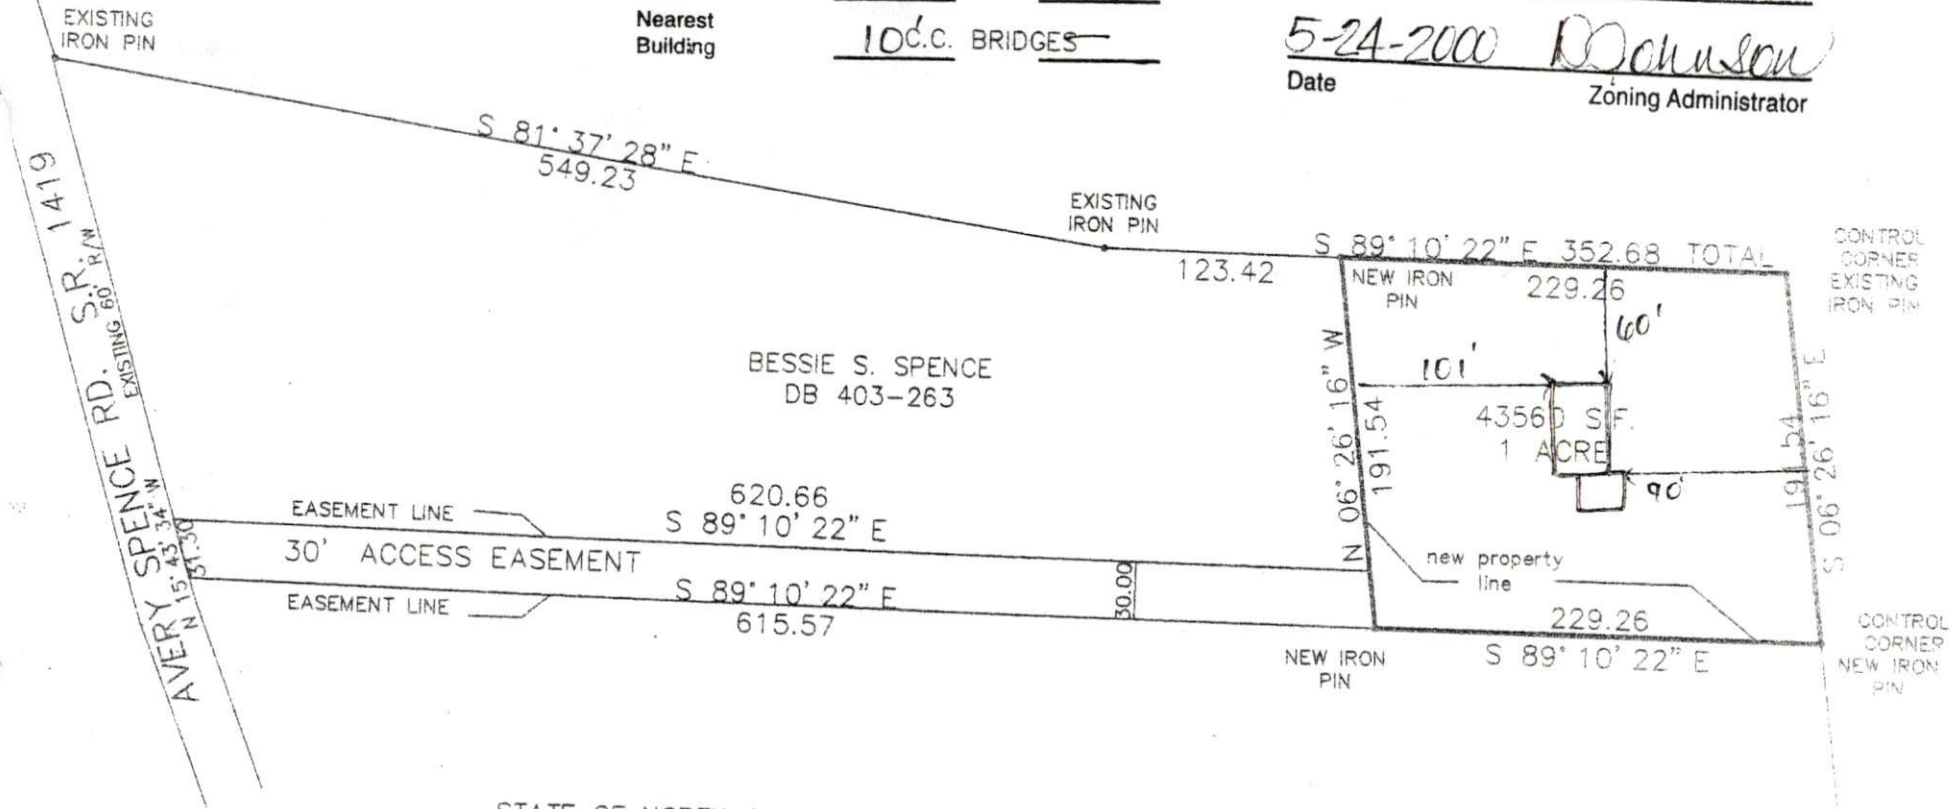 EXISTING
IRON PIN
Nearest
Building
10' C.C. BRIDGES
5-24-2000 DJohnson
Date
Zoning Administrator
S 81° 37' 28" E
549.23
EXISTING
IRON PIN
123.42
S 89° 10' 22" E 352.68 TOTAL
NEW IRON
PIN
229.26
CONTROL
CORNER
EXISTING
IRON PIN
60'
101'
43560 S.F.
1 ACRE
90'
BESSIE S. SPENCE
DB 403-263
N 06° 26' 16" W
191.54
191.54
S 06° 26' 16" E
AVERY SPENCE RD. S.R. 1419
EXISTING 60' R/W
N 15° 43' 34" W
31.30
EASEMENT LINE
620.66
S 89° 10' 22" E
30' ACCESS EASEMENT
S 89° 10' 22" E
EASEMENT LINE
615.57
30.00
new property
line
229.26
S 89° 10' 22" E
NEW IRON
PIN
CONTROL
CORNER
NEW IRON
PIN
STATE OF